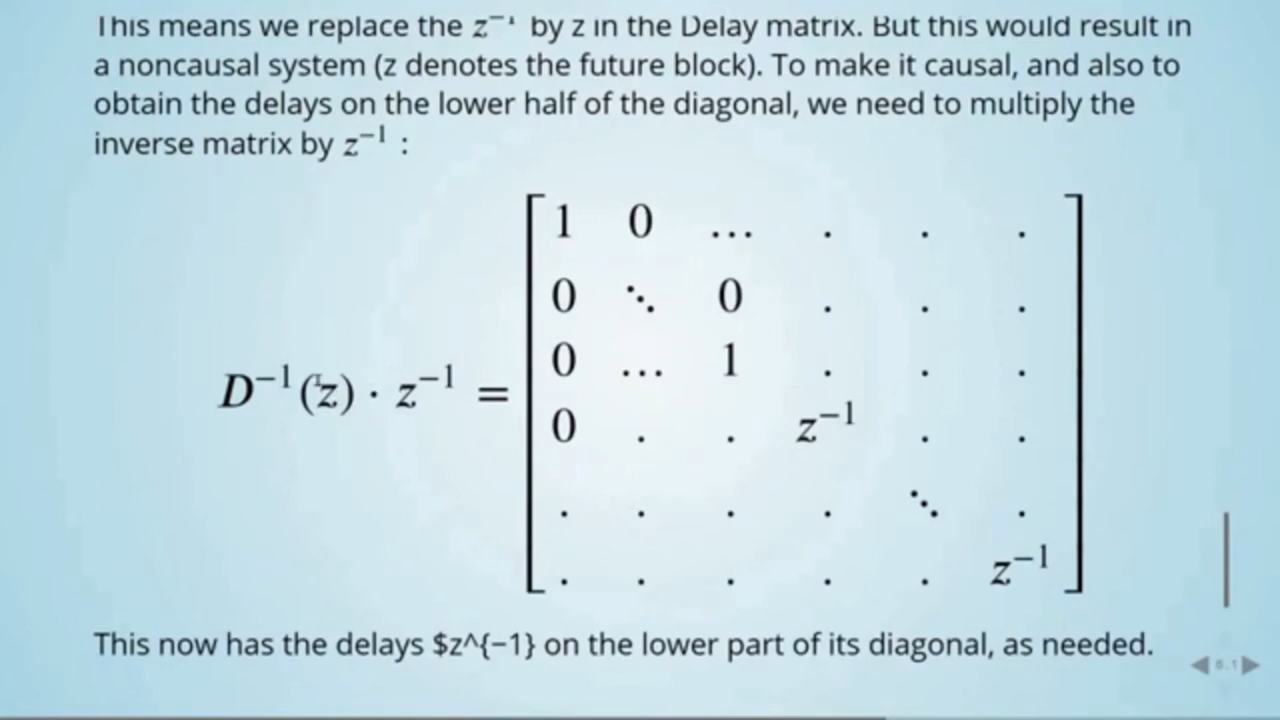 This means we replace the z⁻¹ by z in the Delay matrix. But this would result in
a noncausal system (z denotes the future block). To make it causal, and also to
obtain the delays on the lower half of the diagonal, we need to multiply the
inverse matrix by z⁻¹ :
1 0 … . . .
0 ⋱ 0 . . .
0 … 1 . . .
D⁻¹(z) · z⁻¹ =
0 . . z⁻¹ . .
. . . . ⋱ .
. . . . . z⁻¹
This now has the delays $z^{−1} on the lower part of its diagonal, as needed.
6.1